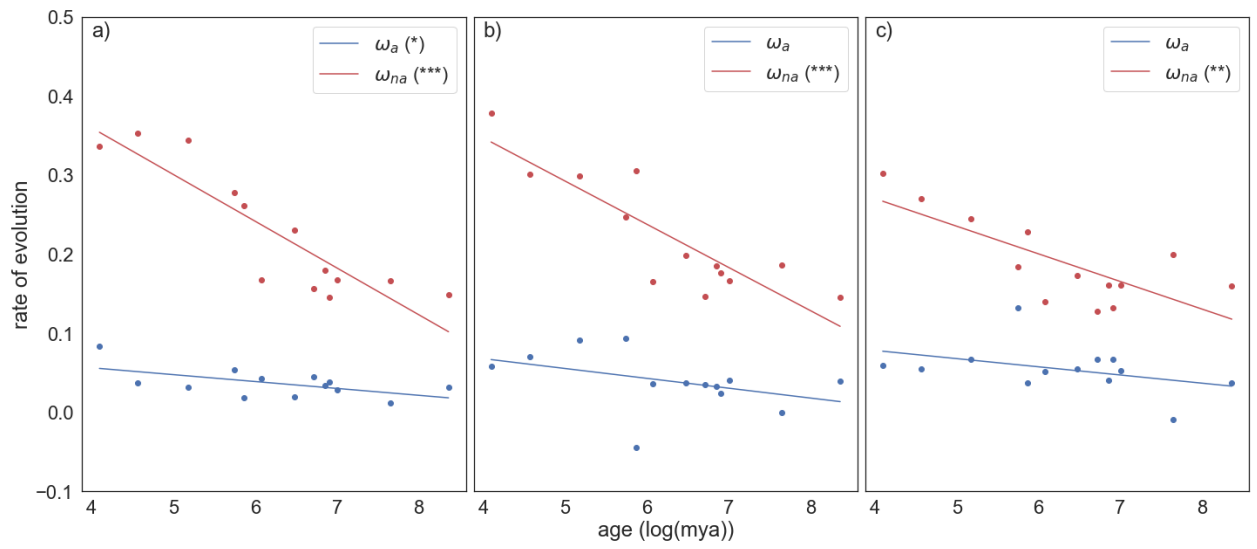 a)
ωa (*)
ωna (***)
b)
ωa
ωna (***)
c)
ωa
ωna (**)
rate of evolution
0.5
0.4
0.3
0.2
0.1
0.0
−0.1
4 5 6 7 8
4 5 6 7 8
4 5 6 7 8
age (log(mya))